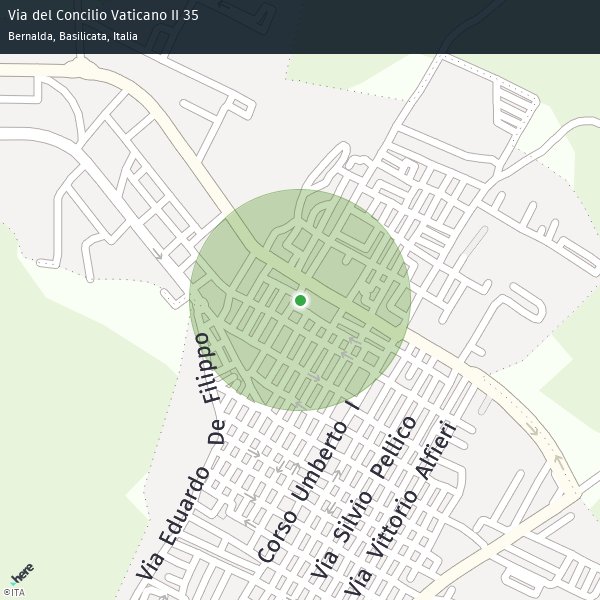 Via del Concilio Vaticano II 35
Bernalda, Basilicata, Italia
Via Eduardo De Filippo
Corso Umberto I
Via Silvio Pellico
Via Vittorio Alfieri
here
©ITA